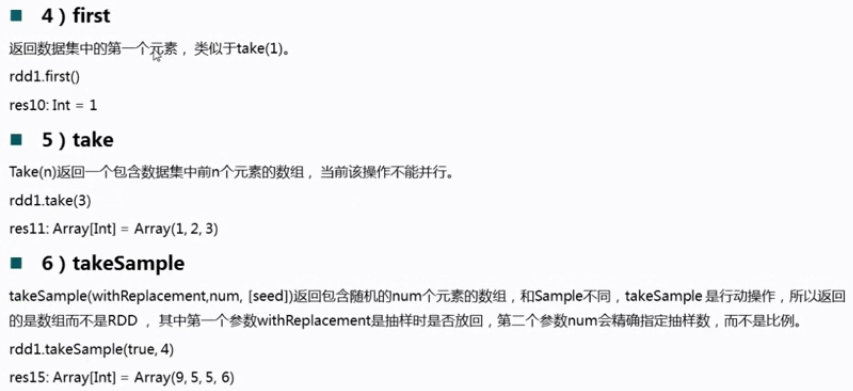 4）first
返回数据集中的第一个元素，类似于take(1)。
rdd1.first()
res10: Int = 1
5）take
Take(n)返回一个包含数据集中前n个元素的数组，当前该操作不能并行。
rdd1.take(3)
res11: Array[Int] = Array(1, 2, 3)
6）takeSample
takeSample(withReplacement,num, [seed])返回包含随机的num个元素的数组，和Sample不同，takeSample 是行动操作，所以返回
的是数组而不是RDD ， 其中第一个参数withReplacement是抽样时是否放回，第二个参数num会精确指定抽样数，而不是比例。
rdd1.takeSample(true, 4)
res15: Array[Int] = Array(9, 5, 5, 6)